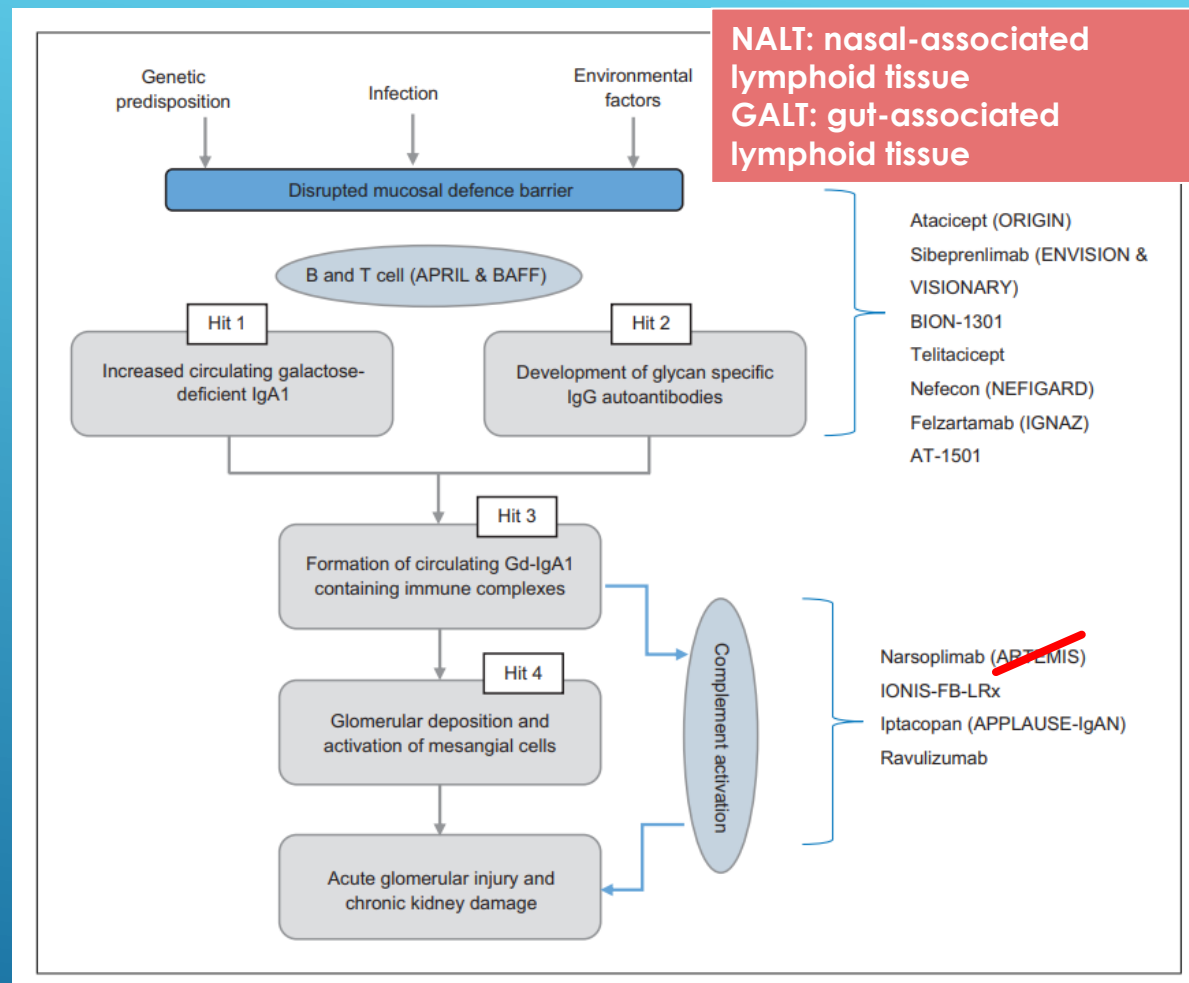 NALT: nasal-associated
lymphoid tissue
GALT: gut-associated
lymphoid tissue
Genetic
predisposition
Infection
Environmental
factors
Disrupted mucosal defence barrier
B and T cell (APRIL & BAFF)
Hit 1
Increased circulating galactose-
deficient IgA1
Hit 2
Development of glycan specific
IgG autoantibodies
Atacicept (ORIGIN)
Sibeprenlimab (ENVISION &
VISIONARY)
BION-1301
Telitacicept
Nefecon (NEFIGARD)
Felzartamab (IGNAZ)
AT-1501
Hit 3
Formation of circulating Gd-IgA1
containing immune complexes
Hit 4
Glomerular deposition and
activation of mesangial cells
Complement activation
Acute glomerular injury and
chronic kidney damage
Narsoplimab (ARTEMIS)
IONIS-FB-LRx
Iptacopan (APPLAUSE-IgAN)
Ravulizumab